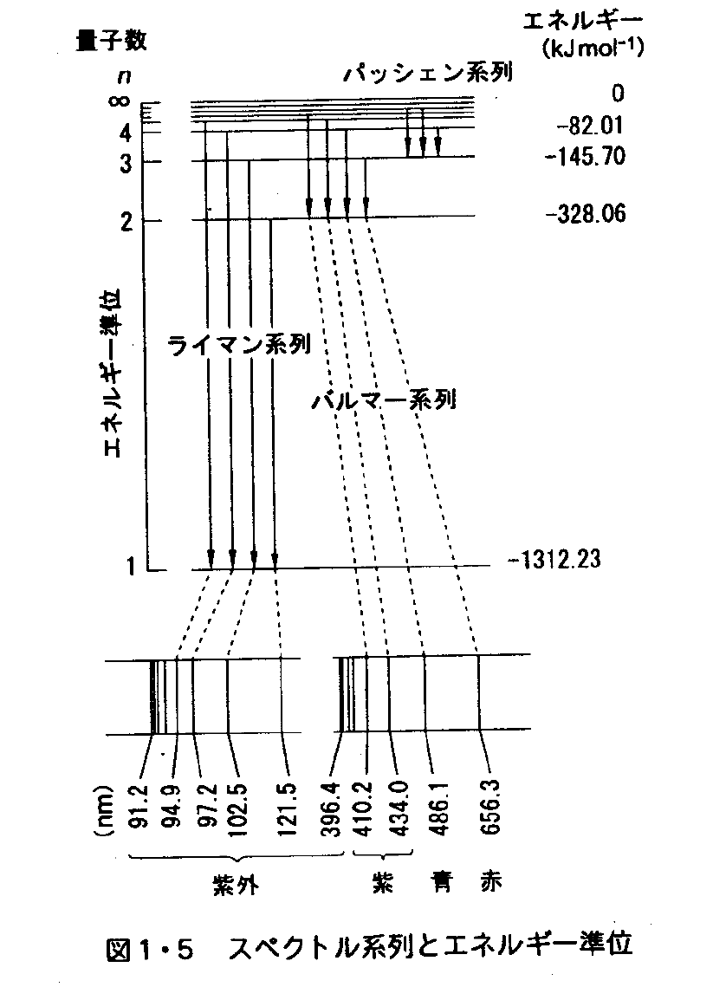 量子数
n
エネルギー
(kJmol⁻¹)
パッシェン系列
∞
0
4
-82.01
3
-145.70
2
-328.06
エネルギー準位
ライマン系列
バルマー系列
1
-1312.23
(nm)
91.2
94.9
97.2
102.5
121.5
396.4
410.2
434.0
486.1
656.3
紫外
紫
青
赤
図1・5 スペクトル系列とエネルギー準位